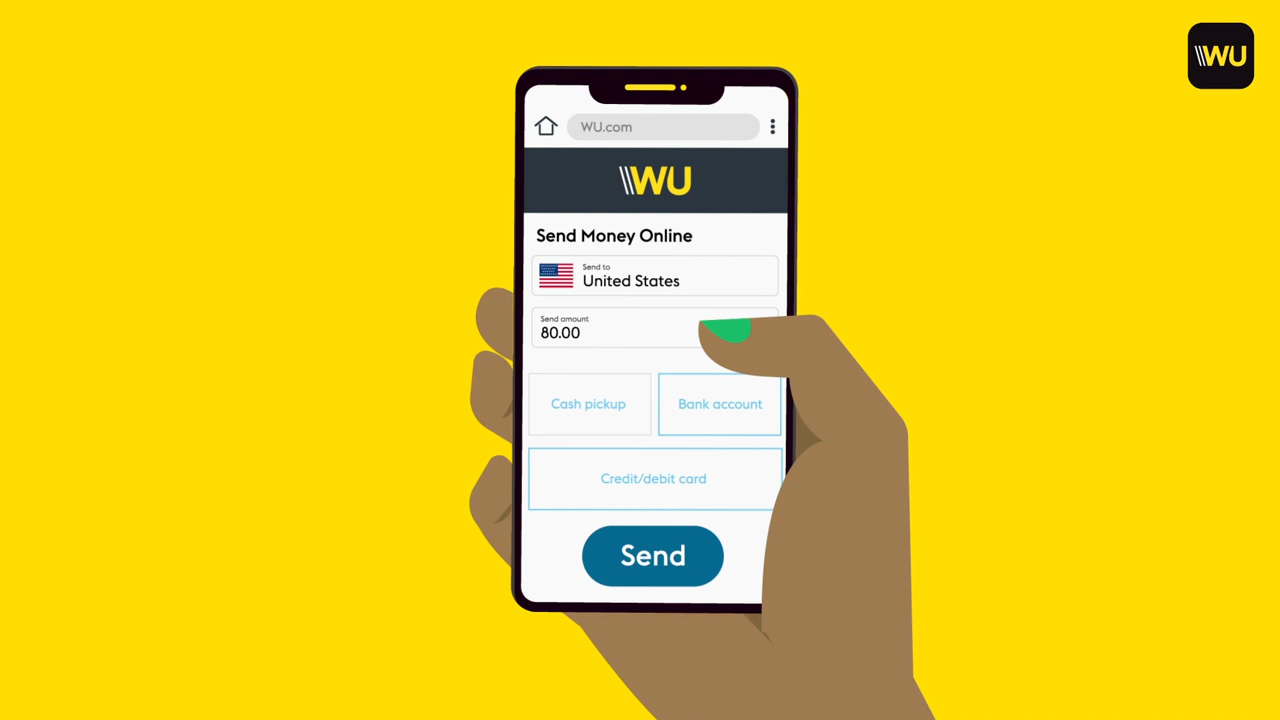 WU
WU.com
WU
Send Money Online
Send to
United States
Send amount
80.00
Cash pickup
Bank account
Credit/debit card
Send